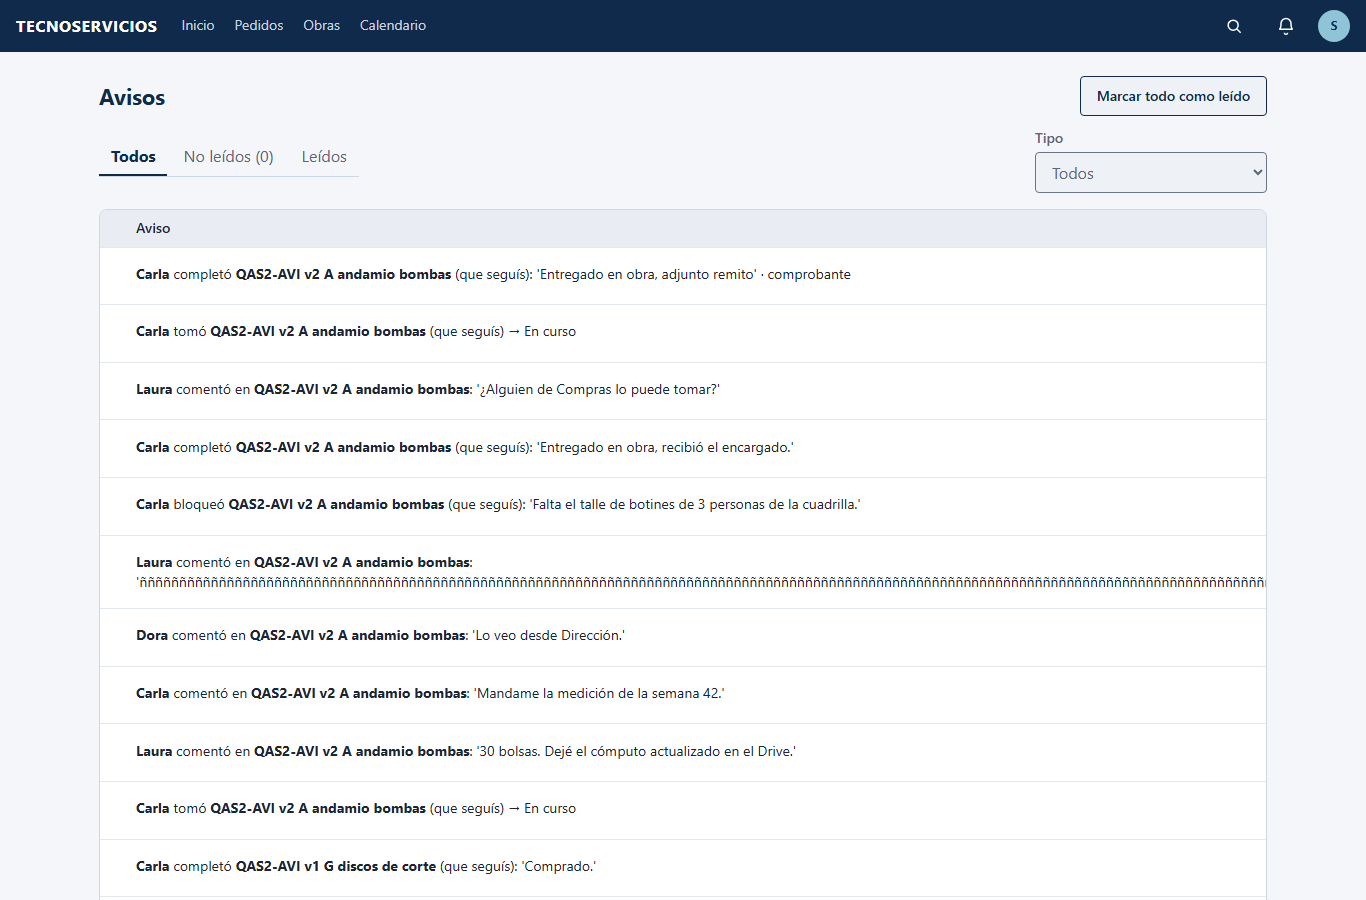 TECNOSERVICIOS Inicio Pedidos Obras Calendario S
Avisos
Marcar todo como leído
Todos No leídos (0) Leídos
Tipo
Todos
Aviso
Carla completó QAS2-AVI v2 A andamio bombas (que seguís): 'Entregado en obra, adjunto remito' · comprobante
Carla tomó QAS2-AVI v2 A andamio bombas (que seguís) → En curso
Laura comentó en QAS2-AVI v2 A andamio bombas: '¿Alguien de Compras lo puede tomar?'
Carla completó QAS2-AVI v2 A andamio bombas (que seguís): 'Entregado en obra, recibió el encargado.'
Carla bloqueó QAS2-AVI v2 A andamio bombas (que seguís): 'Falta el talle de botines de 3 personas de la cuadrilla.'
Laura comentó en QAS2-AVI v2 A andamio bombas:
Dora comentó en QAS2-AVI v2 A andamio bombas: 'Lo veo desde Dirección.'
Carla comentó en QAS2-AVI v2 A andamio bombas: 'Mandame la medición de la semana 42.'
Laura comentó en QAS2-AVI v2 A andamio bombas: '30 bolsas. Dejé el cómputo actualizado en el Drive.'
Carla tomó QAS2-AVI v2 A andamio bombas (que seguís) → En curso
Carla completó QAS2-AVI v1 G discos de corte (que seguís): 'Comprado.'